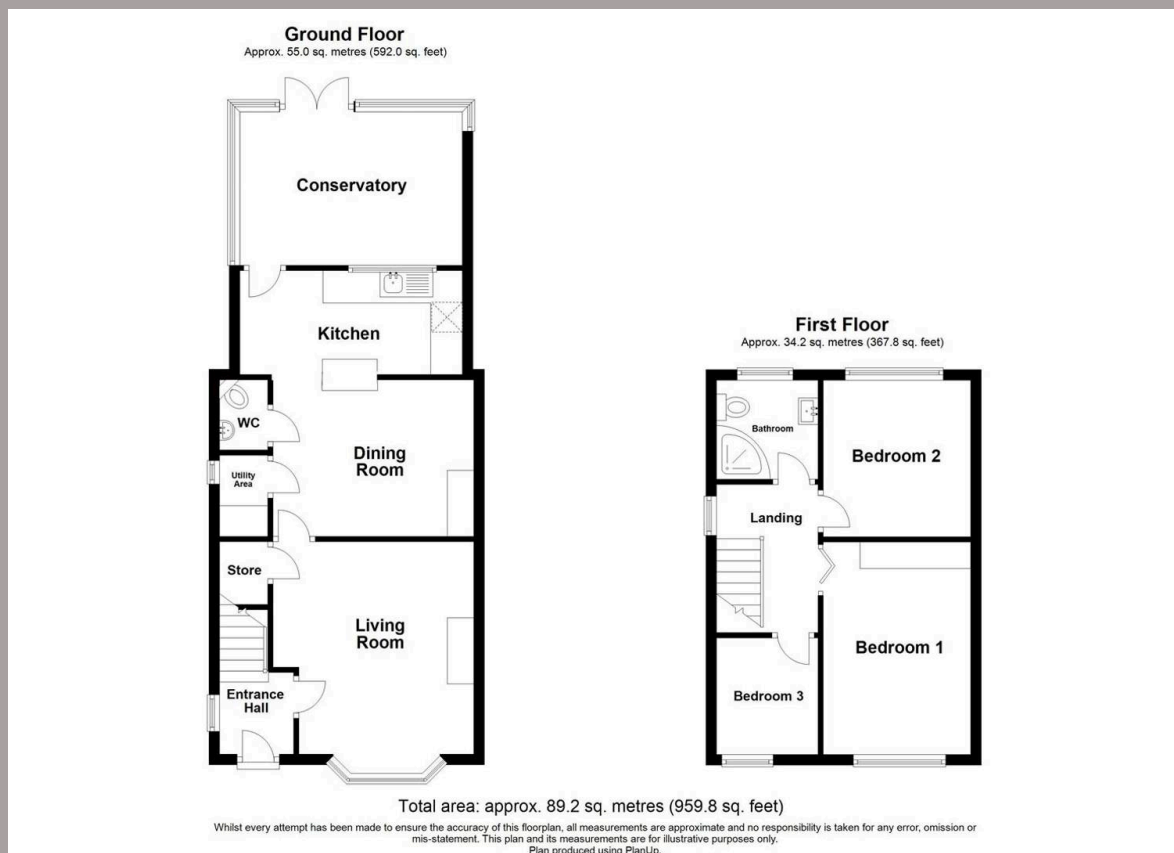 Ground Floor
Approx. 55.0 sq. metres (592.0 sq. feet)
Conservatory
Kitchen
WC
Dining
Room
Utility
Area
Store
Living
Room
Entrance
Hall
First Floor
Approx. 34.2 sq. metres (367.8 sq. feet)
Bathroom
Bedroom 2
Landing
Bedroom 1
Bedroom 3
Total area: approx. 89.2 sq. metres (959.8 sq. feet)
Whilst every attempt has been made to ensure the accuracy of this floorplan, all measurements are approximate and no responsibility is taken for any error, omission or
mis-statement. This plan and its measurements are for illustrative purposes only.
Plan produced using PlanUp.